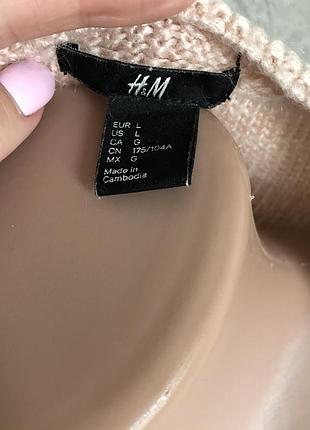 H&M
EUR L
US L
CA G
CN 175/104A
MX G
Made in
Cambodia